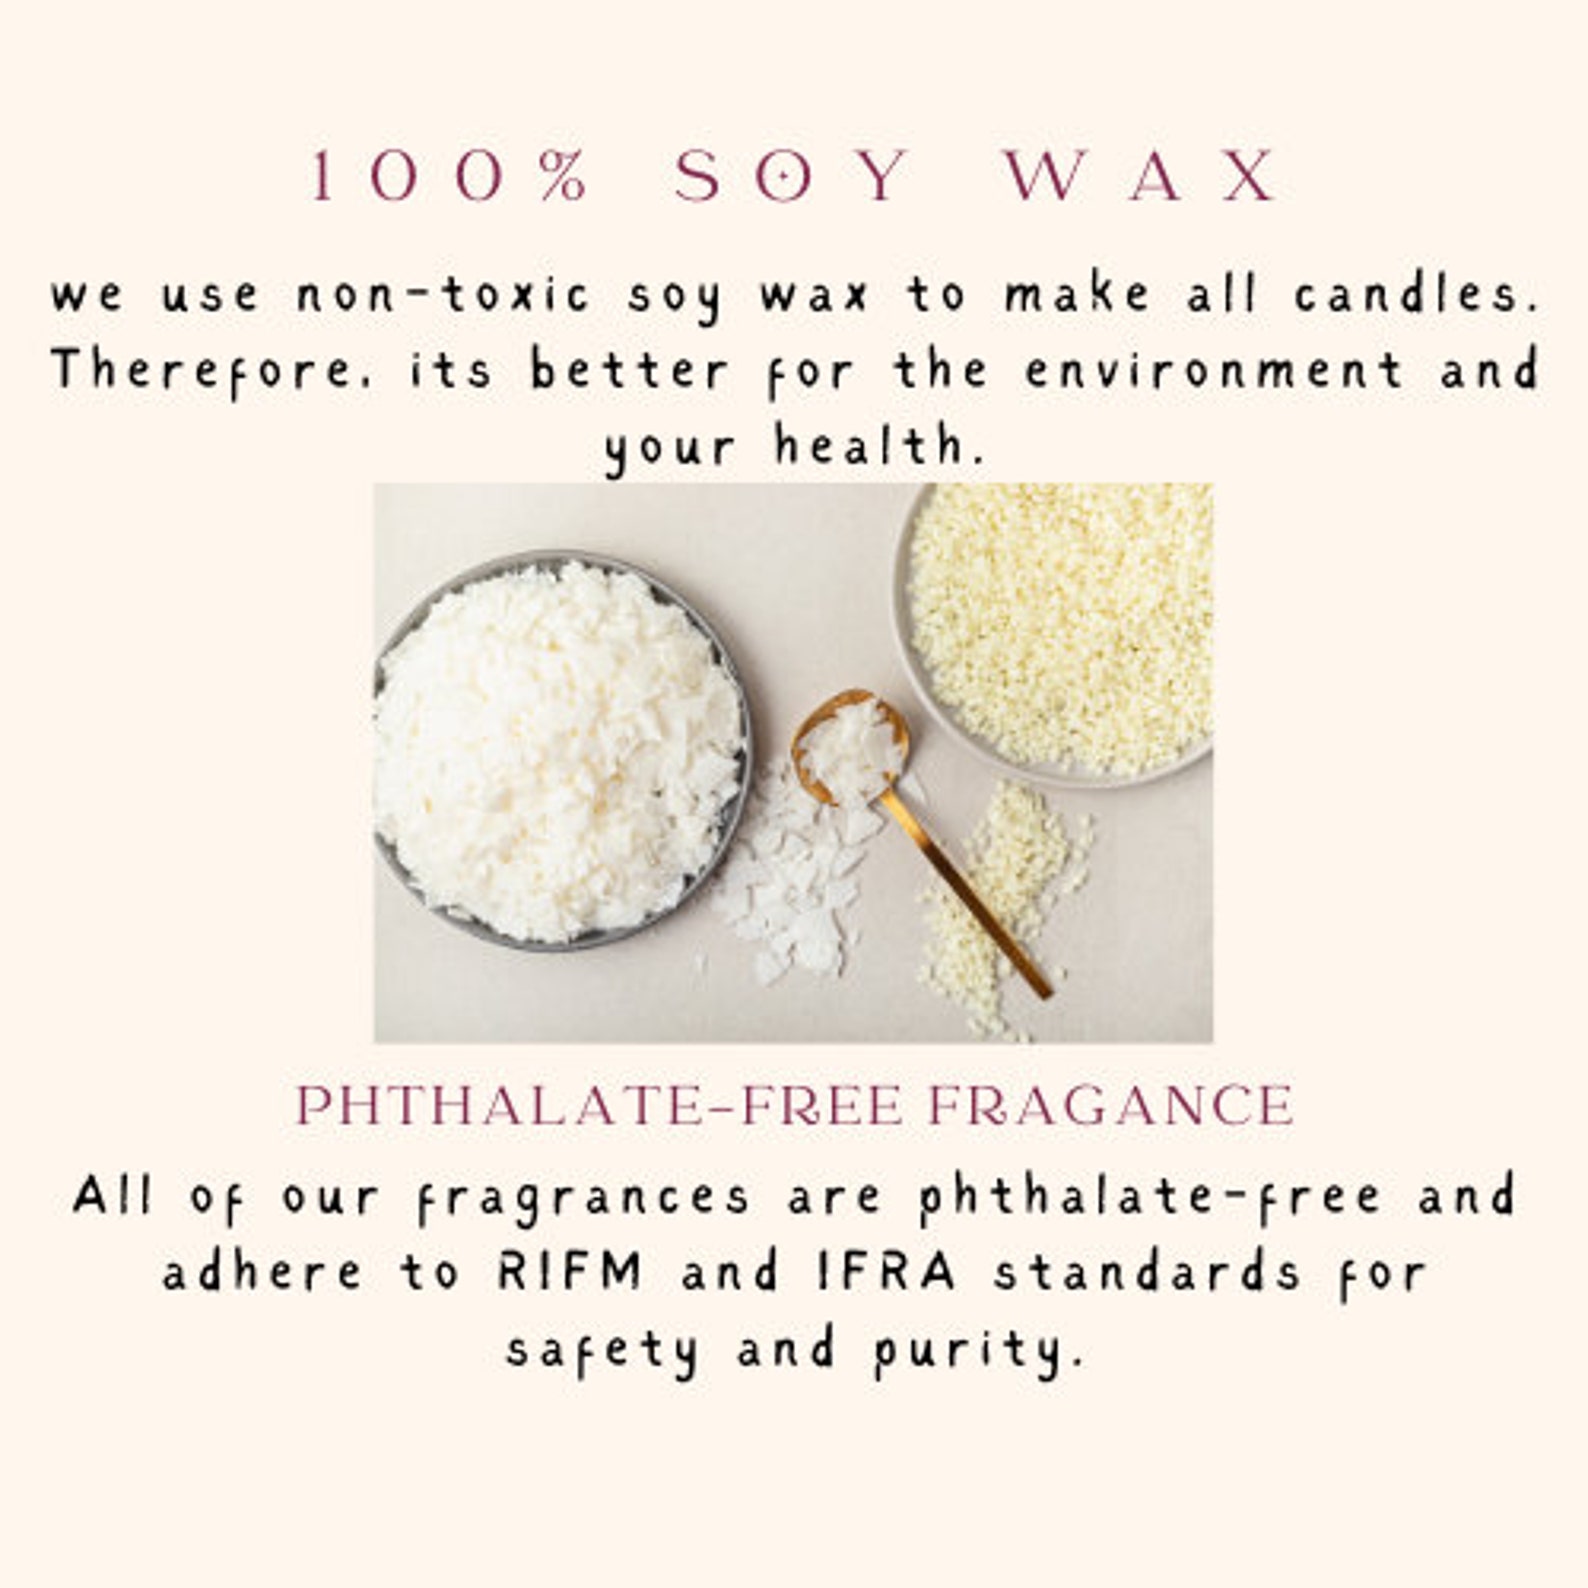 100% SOY WAX
we use non-toxic soy wax to make all candles.
Therefore, its better for the environment and
your health.
PHTHALATE-FREE FRAGANCE
All of our fragrances are phthalate-free and
adhere to RIFM and IFRA standards for
safety and purity.